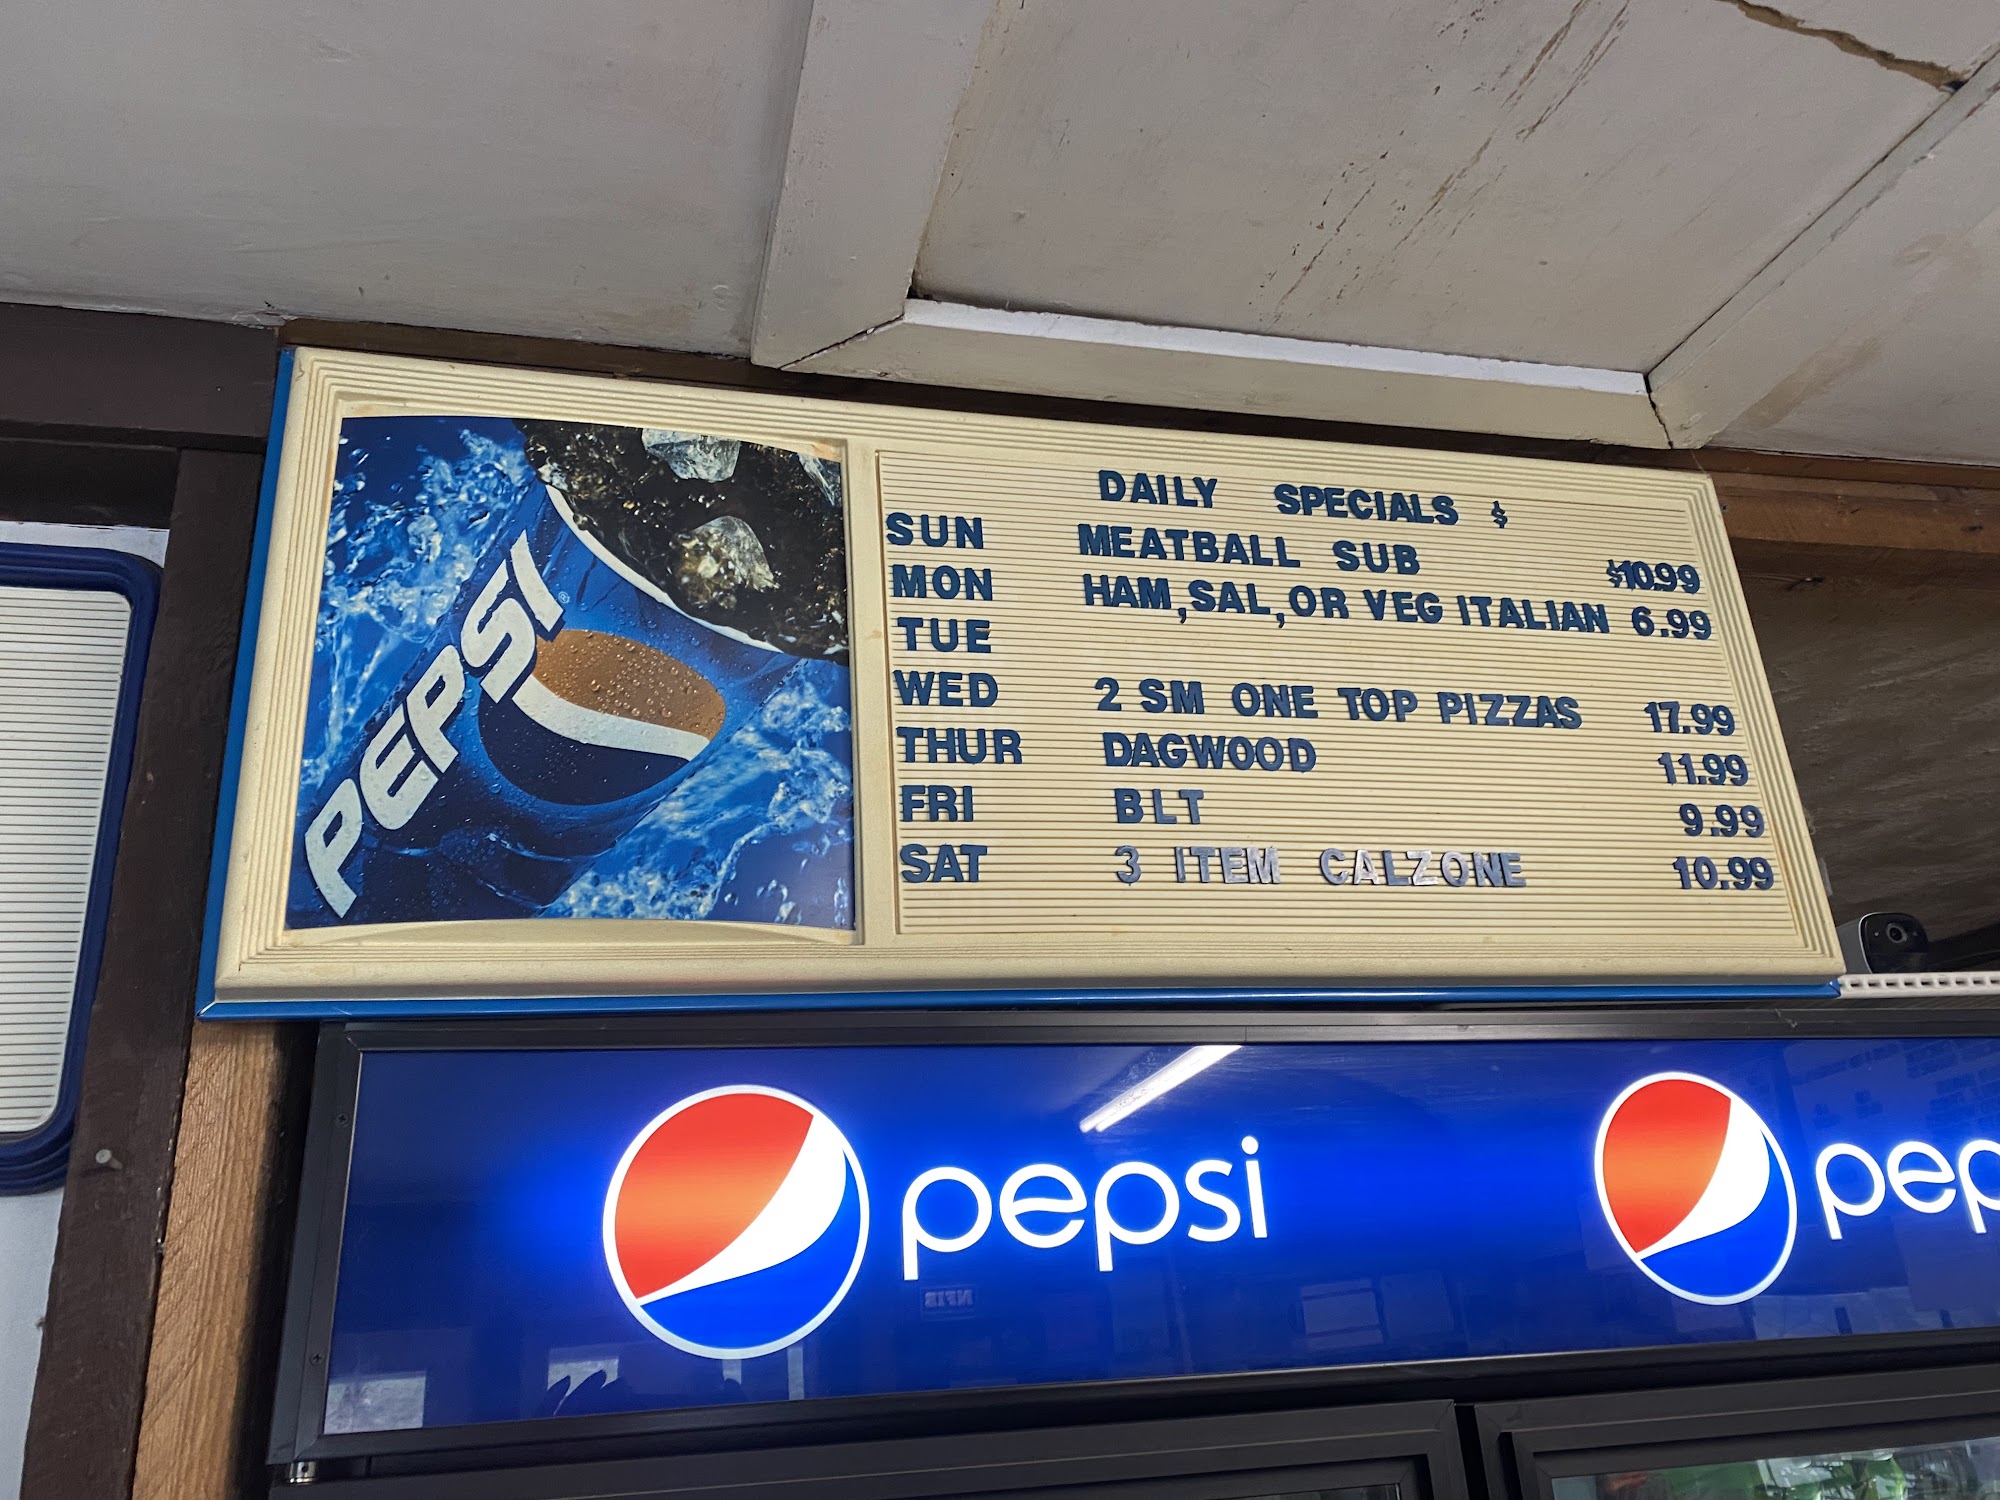 DAILY SPECIALS $
SUN MEATBALL SUB $10.99
MON HAM, SAL, OR VEG ITALIAN 6.99
TUE
WED 2 SM ONE TOP PIZZAS 17.99
THUR DAGWOOD 11.99
FRI BLT 9.99
SAT 3 ITEM CALZONE 10.99
PEPSI®
pepsi
pep
NFIB